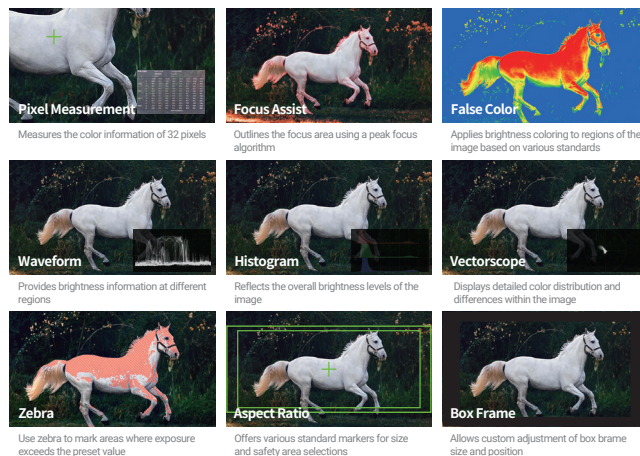 Pixel Measurement
Measures the color information of 32 pixels
Focus Assist
Outlines the focus area using a peak focus
algorithm
False Color
Applies brightness coloring to regions of the
image based on various standards
Waveform
Provides brightness information at different
regions
Histogram
Reflects the overall brightness levels of the
image
Vectorscope
Displays detailed color distribution and
differences within the image
Zebra
Use zebra to mark areas where exposure
exceeds the preset value
Aspect Ratio
Offers various standard markers for size
and safety area selections
Box Frame
Allows custom adjustment of box brame
size and position